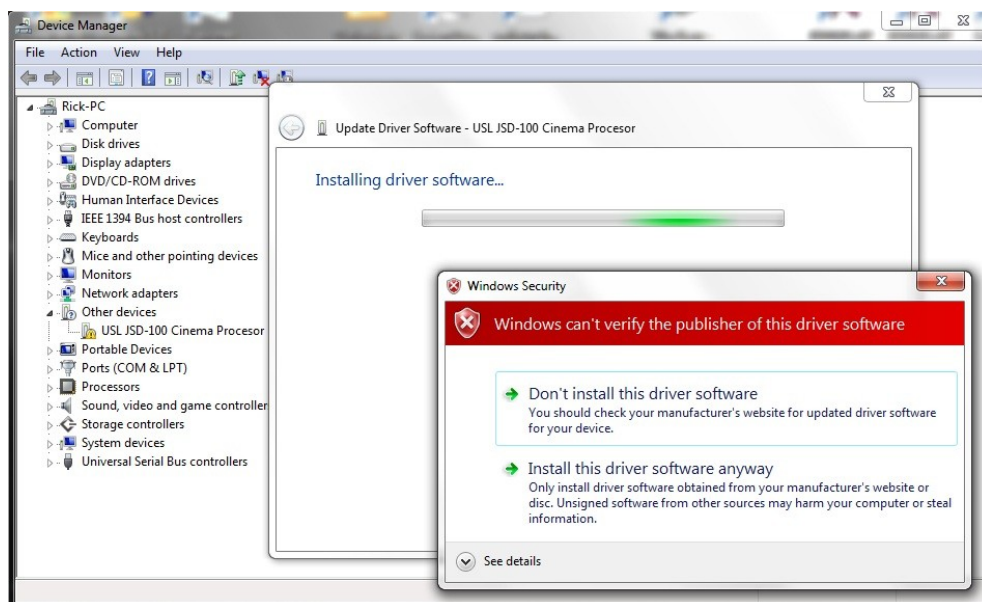 Device Manager
File Action View Help
Rick-PC
Computer
Disk drives
Display adapters
DVD/CD-ROM drives
Human Interface Devices
IEEE 1394 Bus host controllers
Keyboards
Mice and other pointing devices
Monitors
Network adapters
Other devices
USL JSD-100 Cinema Procesor
Portable Devices
Ports (COM & LPT)
Processors
Sound, video and game controller
Storage controllers
System devices
Universal Serial Bus controllers
Update Driver Software - USL JSD-100 Cinema Procesor
Installing driver software...
Windows Security
Windows can't verify the publisher of this driver software
Don't install this driver software
You should check your manufacturer's website for updated driver software
for your device.
Install this driver software anyway
Only install driver software obtained from your manufacturer's website or
disc. Unsigned software from other sources may harm your computer or steal
information.
See details